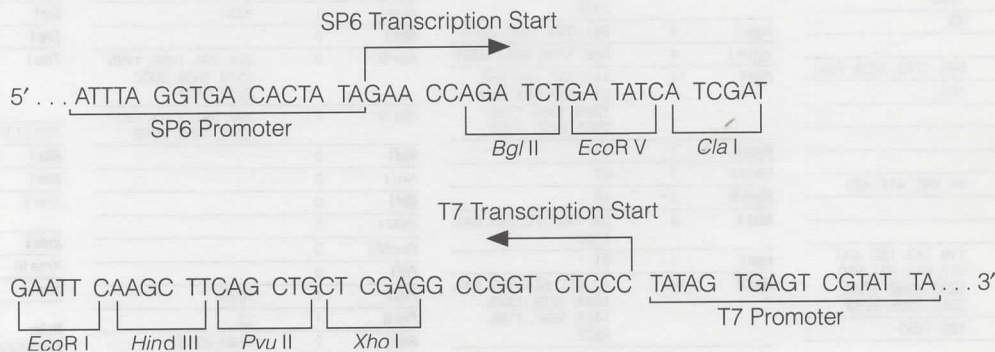 SP6 Transcription Start
5′ . . . ATTTA GGTGA CACTA TAGAA CCAGA TCTGA TATCA TCGAT
SP6 Promoter
Bgl II EcoR V Cla I
T7 Transcription Start
GAATT CAAGC TTCAG CTGCT CGAGG CCGGT CTCCC TATAG TGAGT CGTAT TA . . . 3′
T7 Promoter
EcoR I Hind III Pvu II Xho I